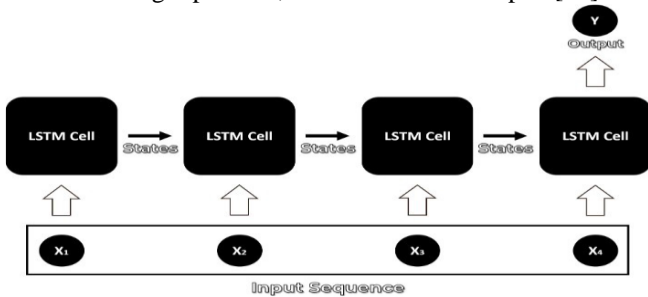 Y
Output
LSTM Cell LSTM Cell LSTM Cell LSTM Cell
States States States
X₁ X₂ X₃ X₄
Input Sequence